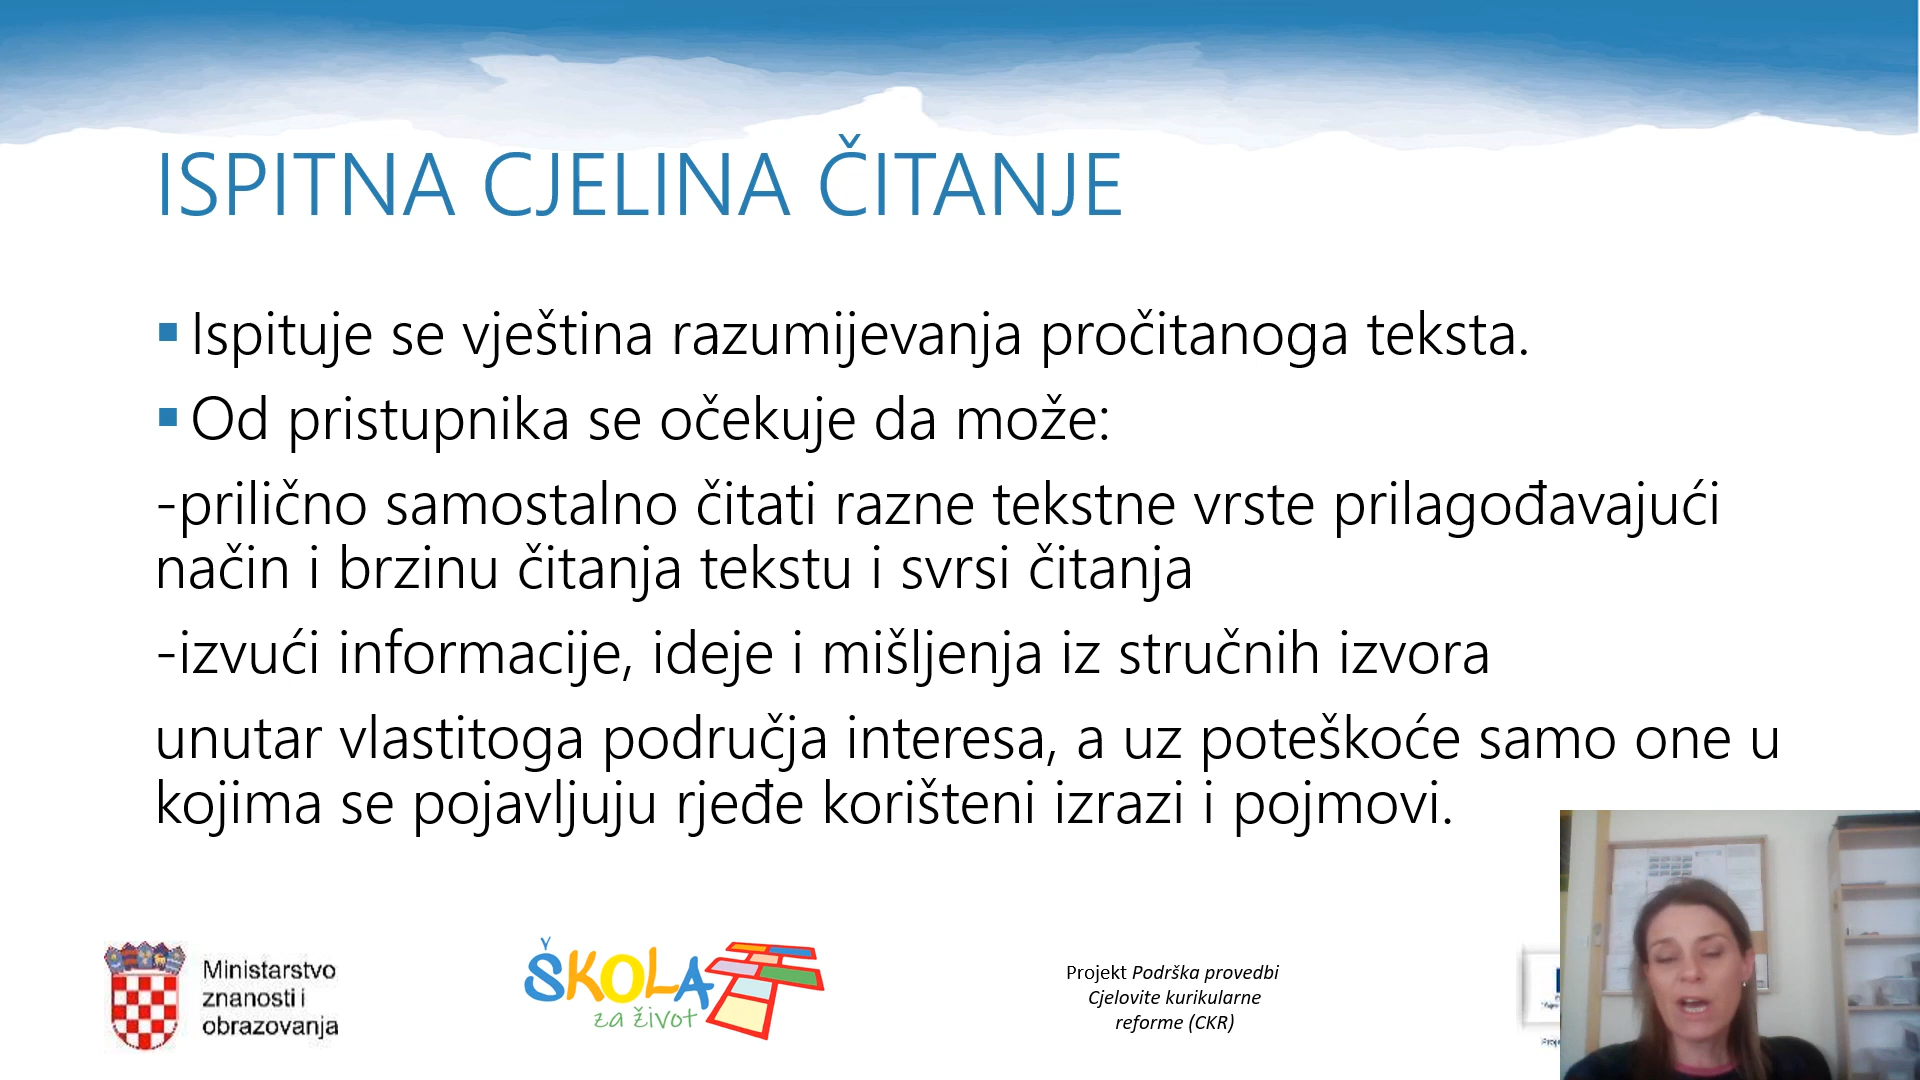 ISPITNA CJELINA ČITANJE
▪ Ispituje se vještina razumijevanja pročitanoga teksta.
▪ Od pristupnika se očekuje da može:
-prilično samostalno čitati razne tekstne vrste prilagođavajući
način i brzinu čitanja tekstu i svrsi čitanja
-izvući informacije, ideje i mišljenja iz stručnih izvora
unutar vlastitoga područja interesa, a uz poteškoće samo one u
kojima se pojavljuju rjeđe korišteni izrazi i pojmovi.
Ministarstvo
znanosti i
obrazovanja
ŠKOLA
za život
Projekt Podrška provedbi
Cjelovite kurikularne
reforme (CKR)